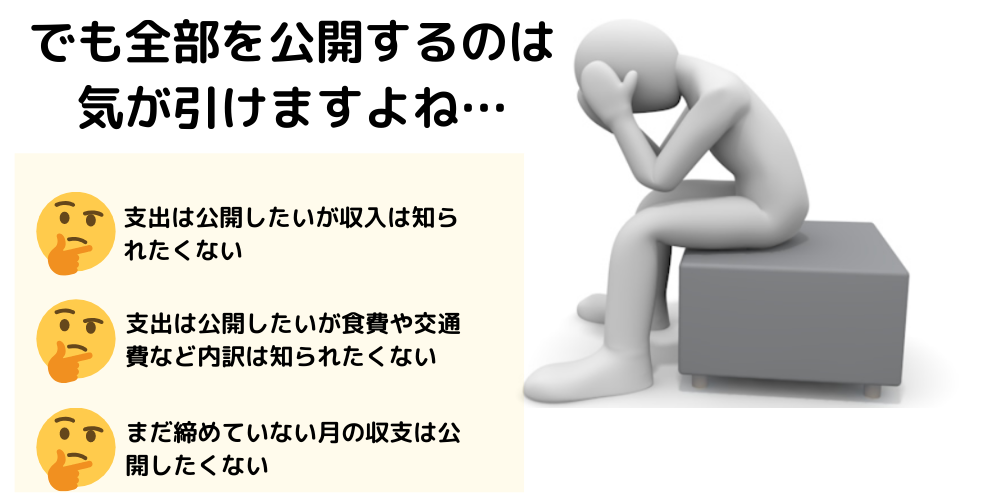 でも全部を公開するのは
気が引けますよね…
支出は公開したいが収入は知ら
れたくない
支出は公開したいが食費や交通
費など内訳は知られたくない
まだ締めていない月の収支は公
開したくない